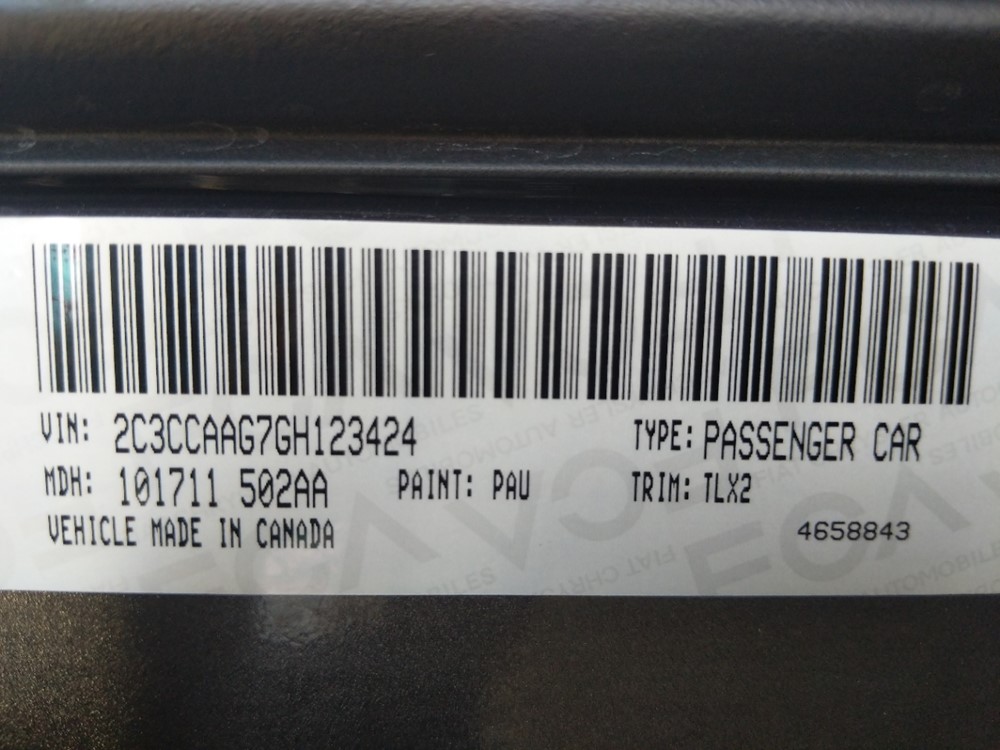 VIN: 2C3CCAAG7GH123424 TYPE: PASSENGER CAR
MDH: 101711 502AA PAINT: PAU TRIM: TLX2
VEHICLE MADE IN CANADA 4658843